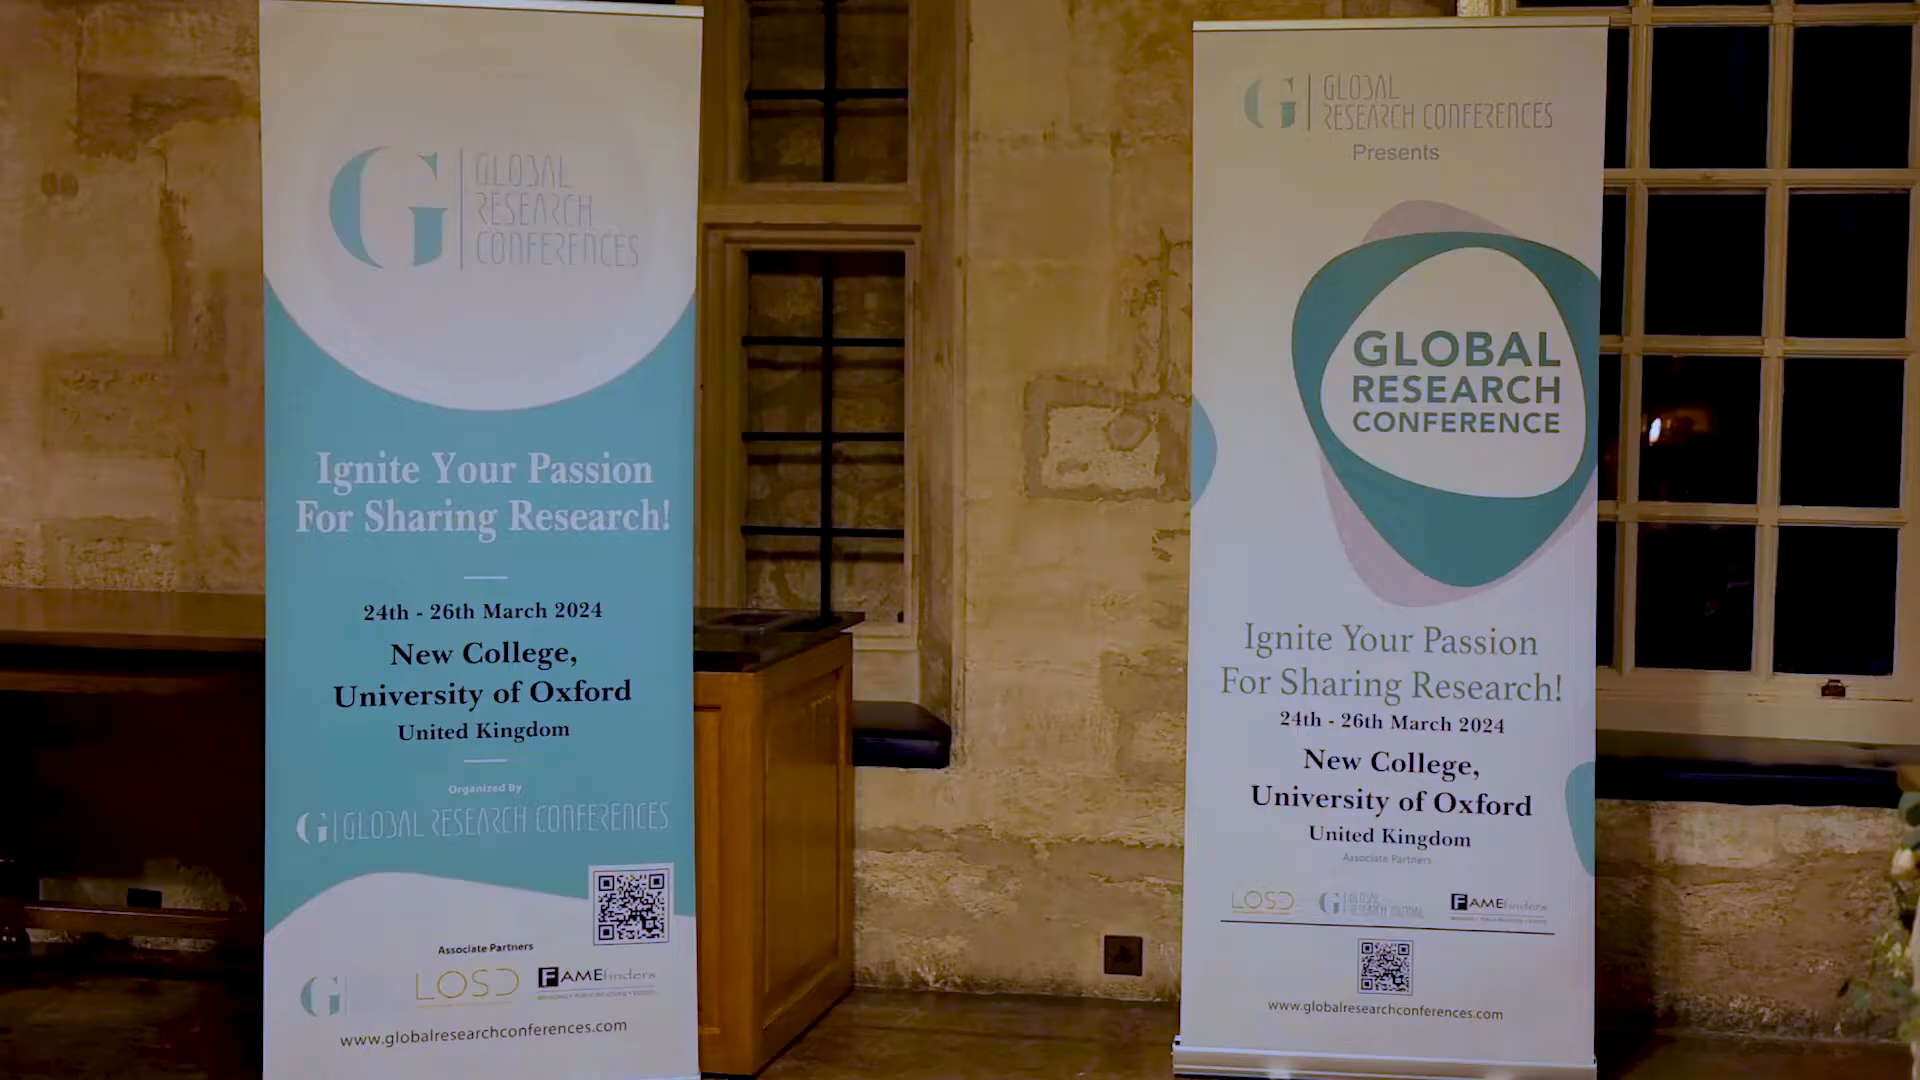 G
GLOBAL
RESEARCH
CONFERENCES
Ignite Your Passion
For Sharing Research!
24th - 26th March 2024
New College,
University of Oxford
United Kingdom
Organized By
G GLOBAL RESEARCH CONFERENCES
Associate Partners
G LOSD FAMEfinders
www.globalresearchconferences.com
G GLOBAL
RESEARCH CONFERENCES
Presents
GLOBAL
RESEARCH
CONFERENCE
Ignite Your Passion
For Sharing Research!
24th - 26th March 2024
New College,
University of Oxford
United Kingdom
Associate Partners
LOSD G GLOBAL RESEARCH JOURNAL FAMEfinders
www.globalresearchconferences.com